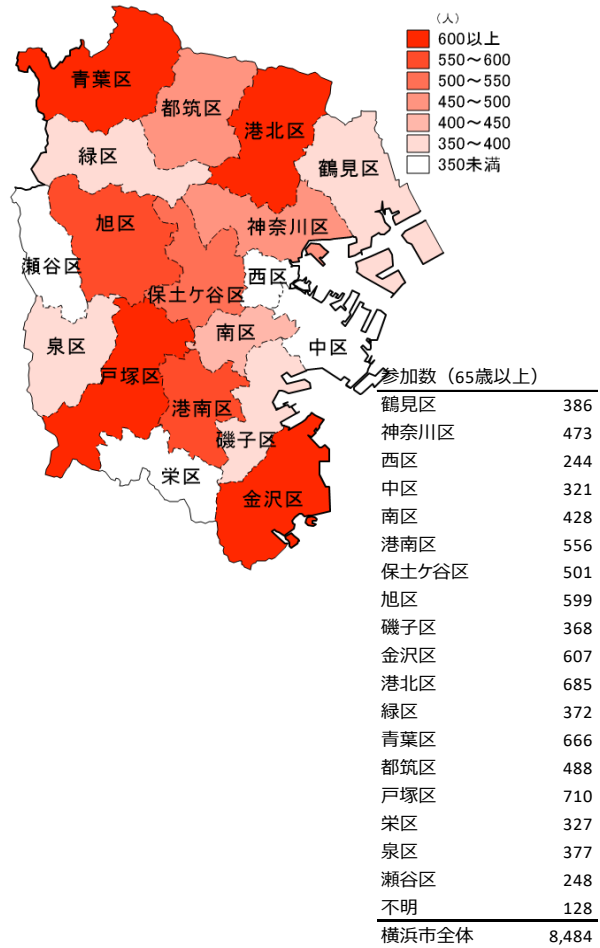 （人）
600以上
550～600
500～550
450～500
400～450
350～400
350未満
青葉区
都筑区
港北区
緑区
鶴見区
旭区
神奈川区
瀬谷区
西区
保土ケ谷区
南区
泉区
中区
戸塚区
港南区
磯子区
栄区
金沢区
参加数（65歳以上）
鶴見区 386
神奈川区 473
西区 244
中区 321
南区 428
港南区 556
保土ケ谷区 501
旭区 599
磯子区 368
金沢区 607
港北区 685
緑区 372
青葉区 666
都筑区 488
戸塚区 710
栄区 327
泉区 377
瀬谷区 248
不明 128
横浜市全体 8,484